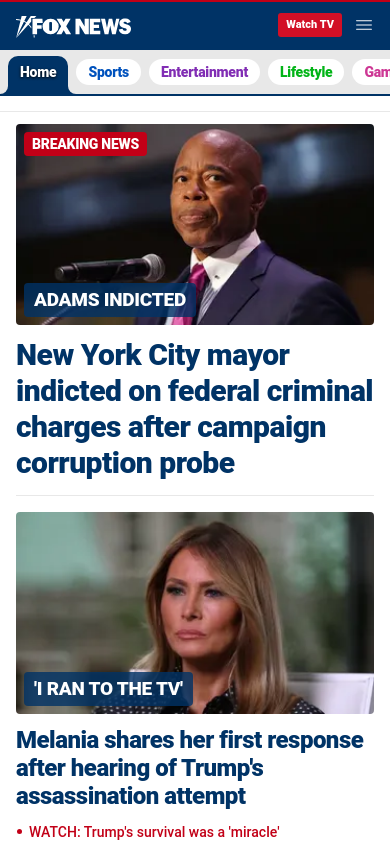 FOX NEWS
Watch TV
Home Sports Entertainment Lifestyle Gam
BREAKING NEWS
ADAMS INDICTED
New York City mayor
indicted on federal criminal
charges after campaign
corruption probe
'I RAN TO THE TV'
Melania shares her first response
after hearing of Trump's
assassination attempt
• WATCH: Trump's survival was a 'miracle'